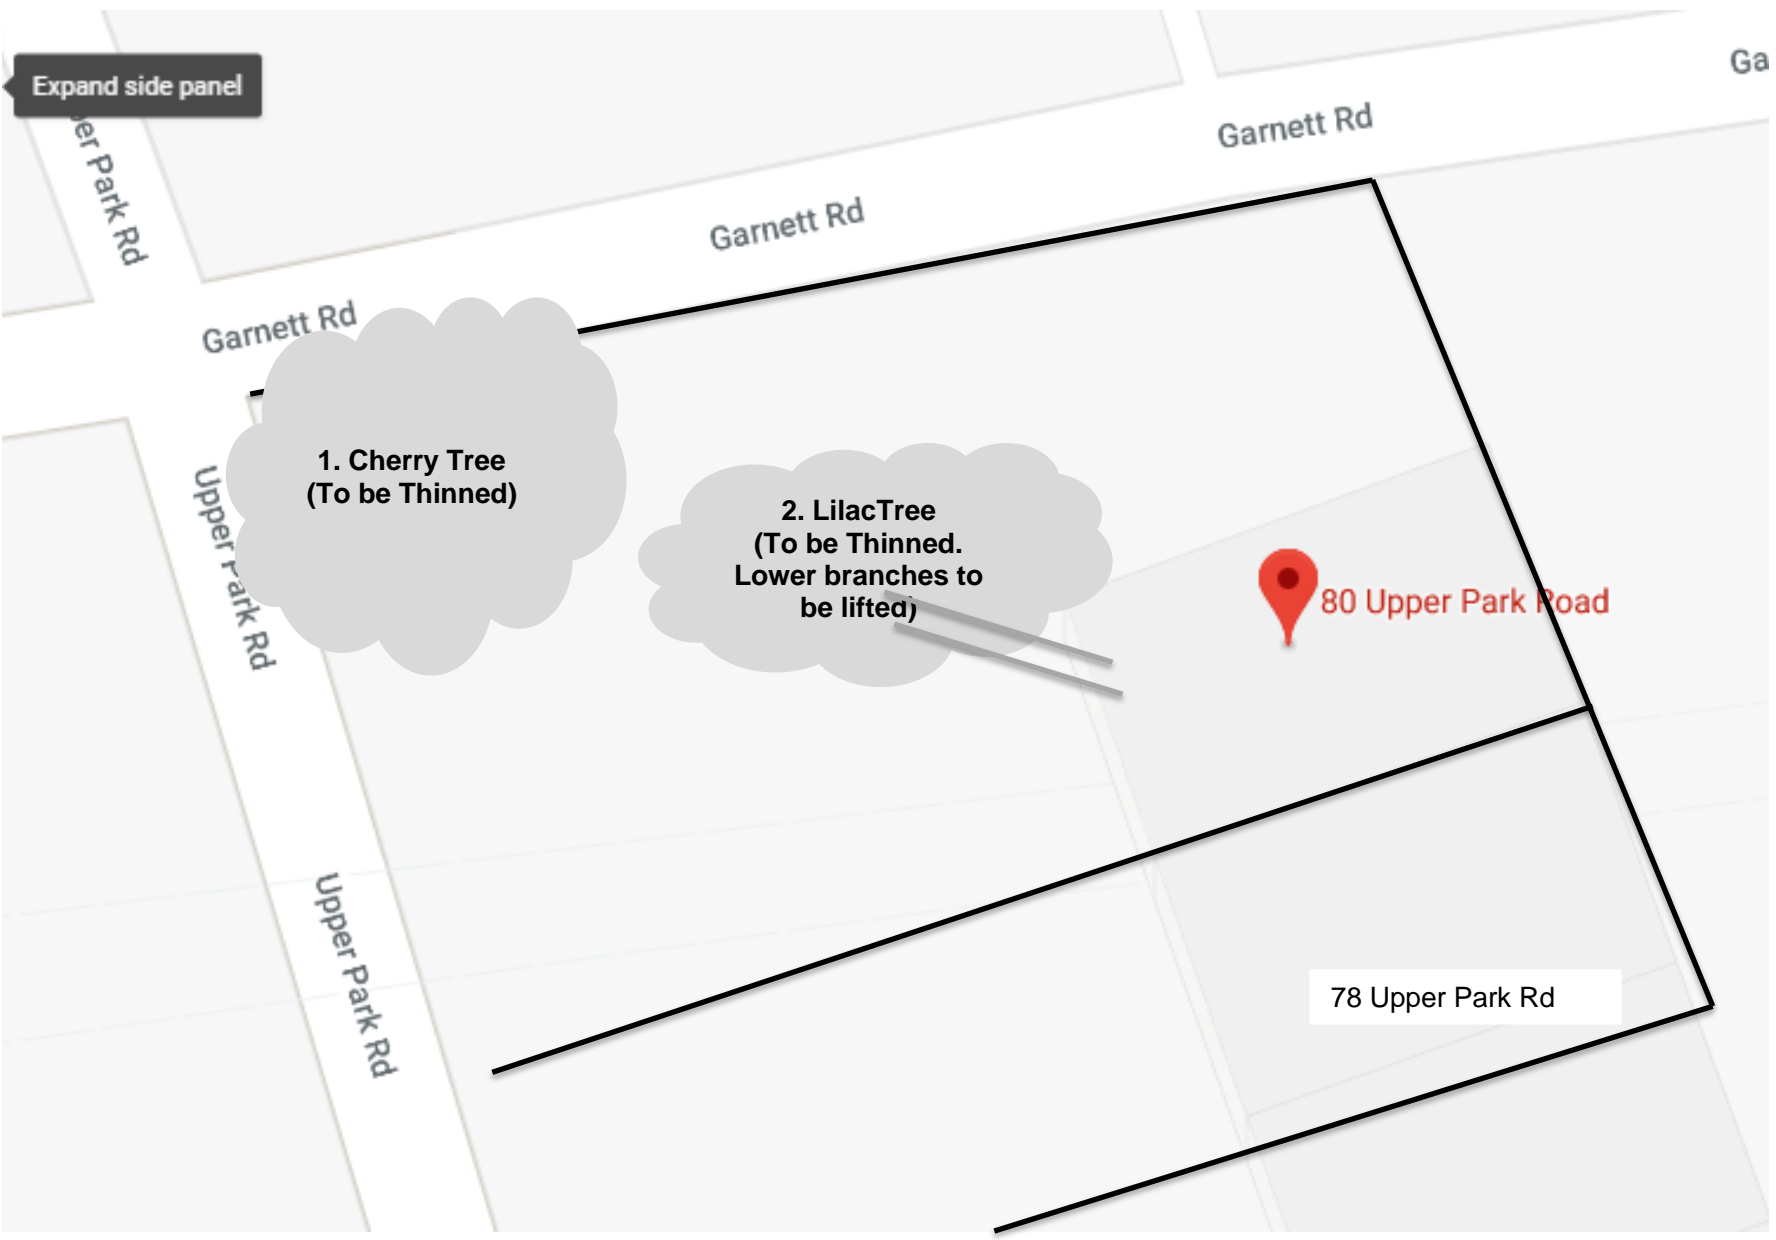 Ga
Expand side panel
Garnett Rd
per Park Rd
Garnett Rd
Garnett Rd
1. Cherry Tree
(To be Thinned)
Upper Park Rd
2. LilacTree
(To be Thinned.
Lower branches to
be lifted)
80 Upper Park Road
Upper Park Rd
78 Upper Park Rd